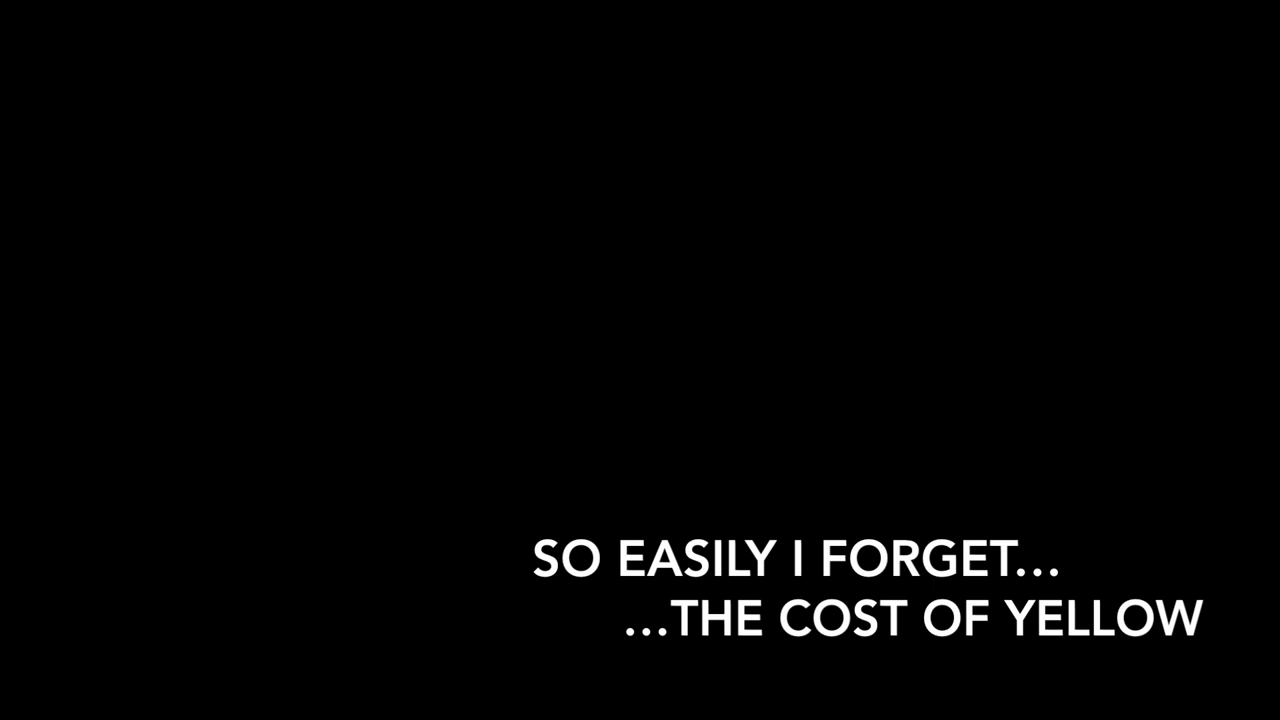 SO EASILY I FORGET...
...THE COST OF YELLOW